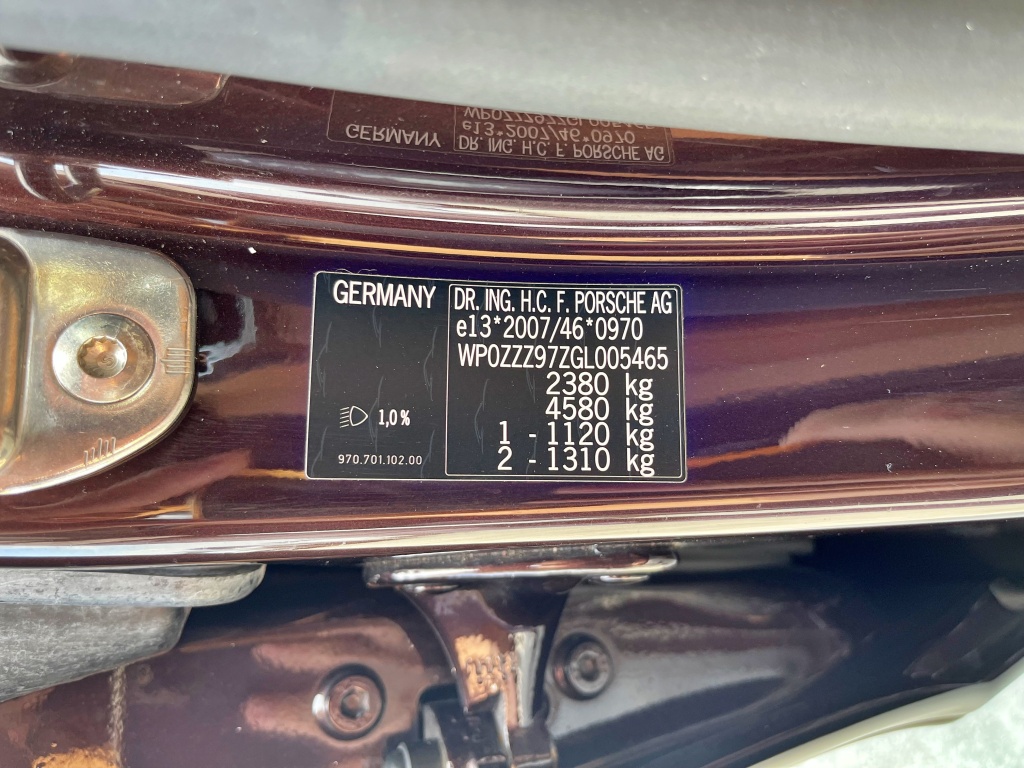 GERMANY
DR. ING. H.C. F. PORSCHE AG
e13*2007/46*0970
WP0ZZZ97ZGL005465
2380 kg
4580 kg
1 - 1120 kg
2 - 1310 kg
1,0%
970.701.102.00